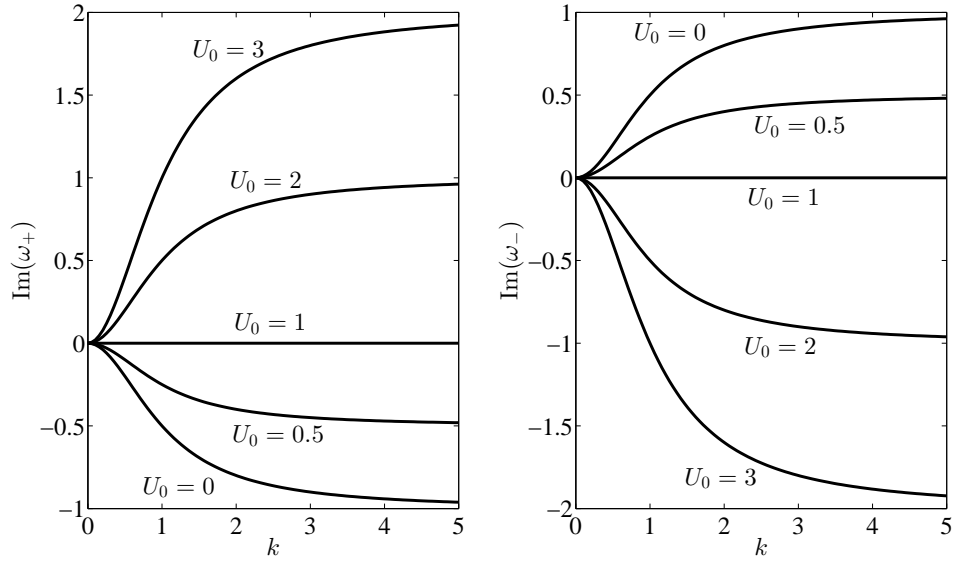 2
1.5
1
0.5
0
−0.5
−1
Im(ω₊)
U₀ = 3
U₀ = 2
U₀ = 1
U₀ = 0.5
U₀ = 0
0 1 2 3 4 5
k
1
0.5
0
−0.5
−1
−1.5
−2
Im(ω₋)
U₀ = 0
U₀ = 0.5
U₀ = 1
U₀ = 2
U₀ = 3
0 1 2 3 4 5
k